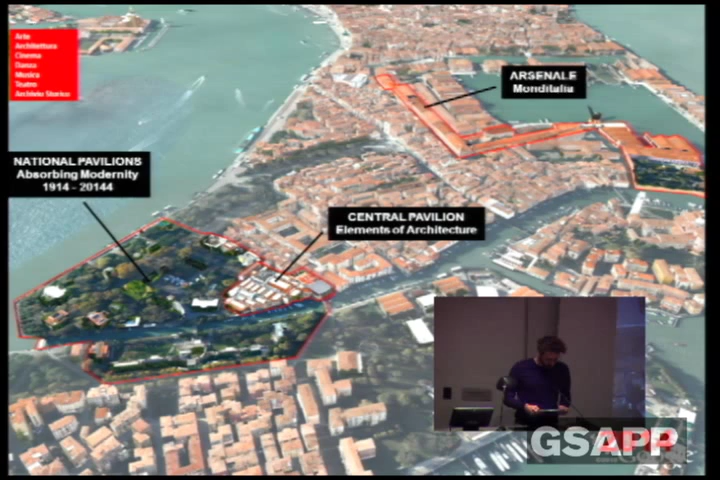 Arte
Architettura
Cinema
Danza
Musica
Teatro
Archivio Storico
ARSENALE
Monditalia
NATIONAL PAVILIONS
Absorbing Modernity
1914 - 20144
CENTRAL PAVILION
Elements of Architecture
GSAPP